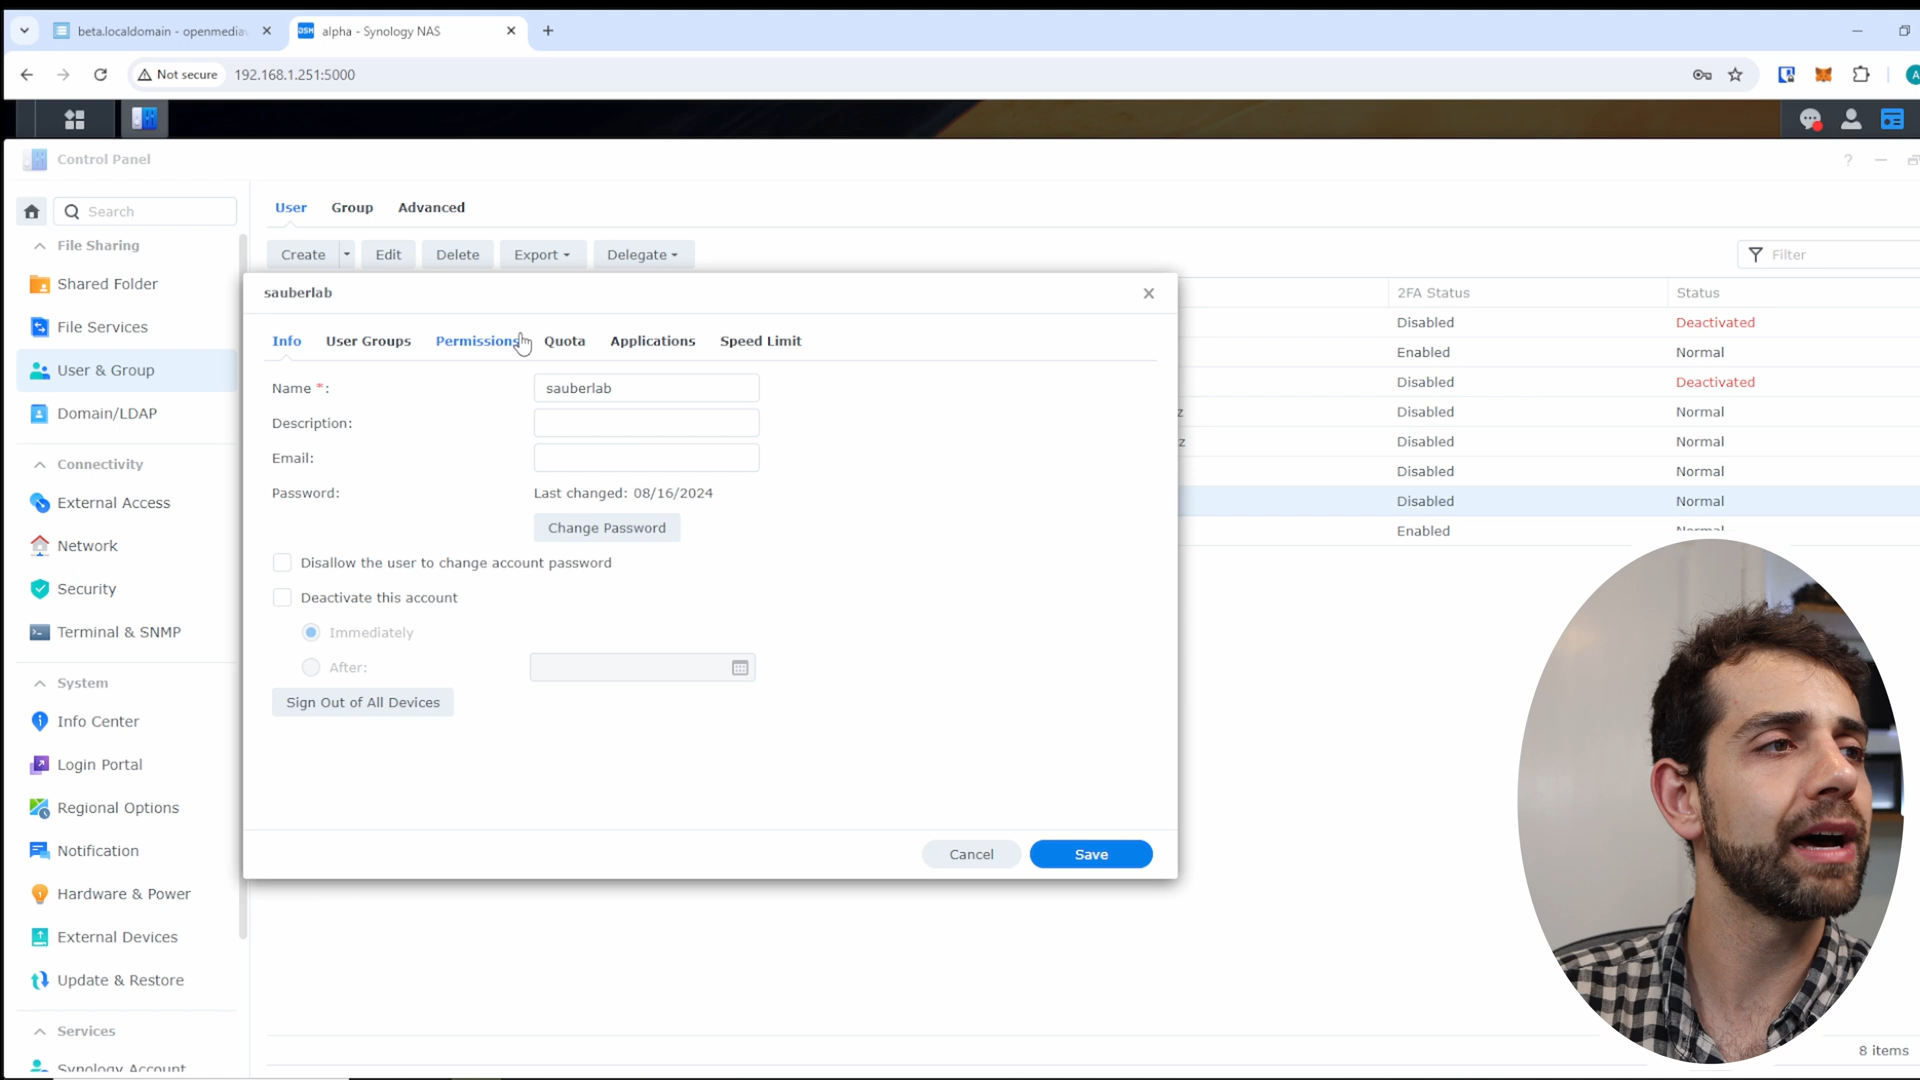 beta.localdomain - openmedia
alpha - Synology NAS
Not secure
192.168.1.251:5000
A
Control Panel
?
Search
User
Group
Advanced
File Sharing
Create
Edit
Delete
Export
Delegate
Filter
Shared Folder
sauberlab
2FA Status
Status
File Services
Info
User Groups
Permissions
Quota
Applications
Speed Limit
Disabled
Deactivated
Enabled
Normal
User & Group
Name *:
sauberlab
Disabled
Deactivated
Domain/LDAP
Description:
z
Disabled
Normal
z
Disabled
Normal
Connectivity
Email:
Disabled
Normal
External Access
Password:
Last changed: 08/16/2024
Disabled
Normal
Change Password
Enabled
Normal
Network
Disallow the user to change account password
Security
Deactivate this account
Terminal & SNMP
Immediately
After:
System
Sign Out of All Devices
Info Center
Login Portal
Regional Options
Notification
Cancel
Save
Hardware & Power
External Devices
Update & Restore
Services
8 items
Synology Account